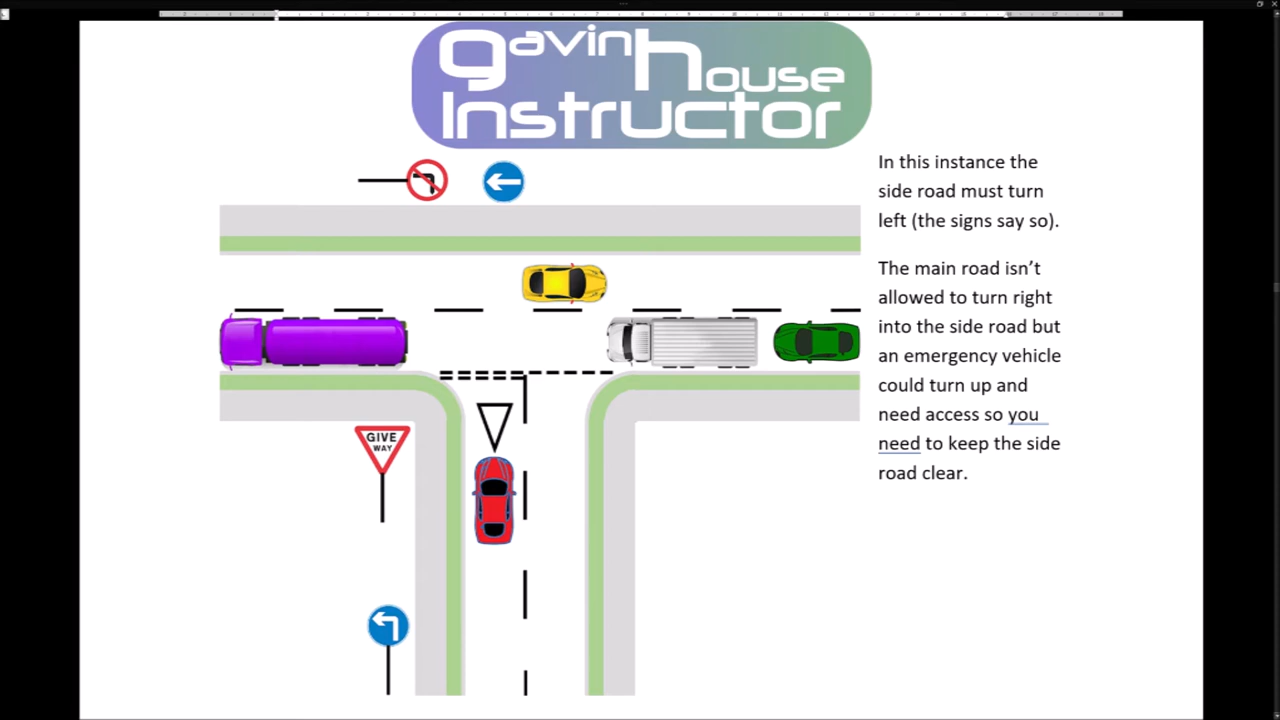 gavin house
Instructor
In this instance the
side road must turn
left (the signs say so).
The main road isn’t
allowed to turn right
into the side road but
an emergency vehicle
could turn up and
need access so you
need to keep the side
road clear.
GIVE
WAY